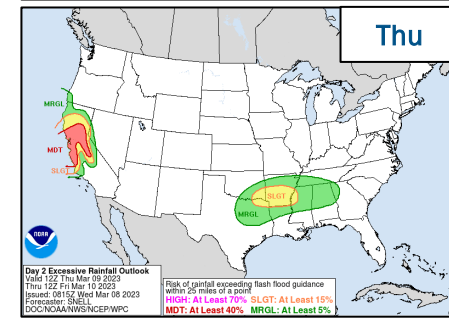 Thu
MRGL
MDT
SLGT
SLGT
MRGL
NOAA
Day 2 Excessive Rainfall Outlook
Valid 12Z Thu Mar 09 2023
Thru 12Z Fri Mar 10 2023
Issued: 0815Z Wed Mar 08 2023
Forecaster: SNELL
DOC/NOAA/NWS/NCEP/WPC
Risk of rainfall exceeding flash flood guidance
within 25 miles of a point
HIGH: At Least 70% SLGT: At Least 15%
MDT: At Least 40% MRGL: At Least 5%